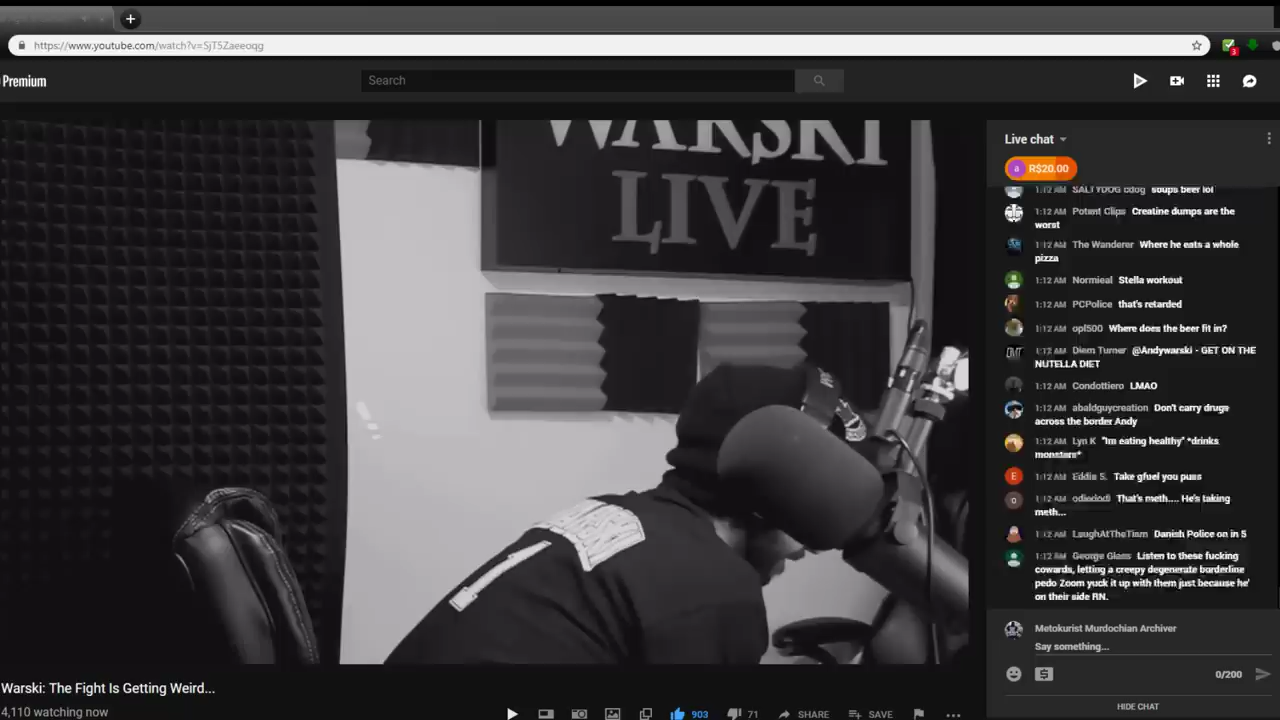 https://www.youtube.com/watch?v=SjT5Zaeeoqg
3
Premium
Search
WARSKI
LIVE
Live chat
a R$20.00
1:12 AM SALTYDOG cdog soups beer lol
1:12 AM Potent Clips Creatine dumps are the
worst
1:12 AM The Wanderer Where he eats a whole
pizza
1:12 AM Normieal Stella workout
1:12 AM PCPolice that's retarded
1:12 AM opl500 Where does the beer fit in?
1:12 AM Diem Turner @Andywarski - GET ON THE
NUTELLA DIET
1:12 AM Condottiero LMAO
1:12 AM abaldguycreation Don't carry drugs
across the border Andy
1:12 AM Lyn K "Im eating healthy" *drinks
monsters*
E 1:12 AM Eddie S. Take gfuel you puss
o 1:12 AM odiedodi That's meth.... He's taking
meth...
1:12 AM LaughAtTheTism Danish Police on in 5
1:12 AM George Glass Listen to these fucking
cowards, letting a creepy degenerate borderline
pedo Zoom yuck it up with them just because he'
on their side RN.
Metokurist Murdochian Archiver
Say something...
0/200
HIDE CHAT
Warski: The Fight Is Getting Weird...
4,110 watching now
903
71
SHARE
SAVE